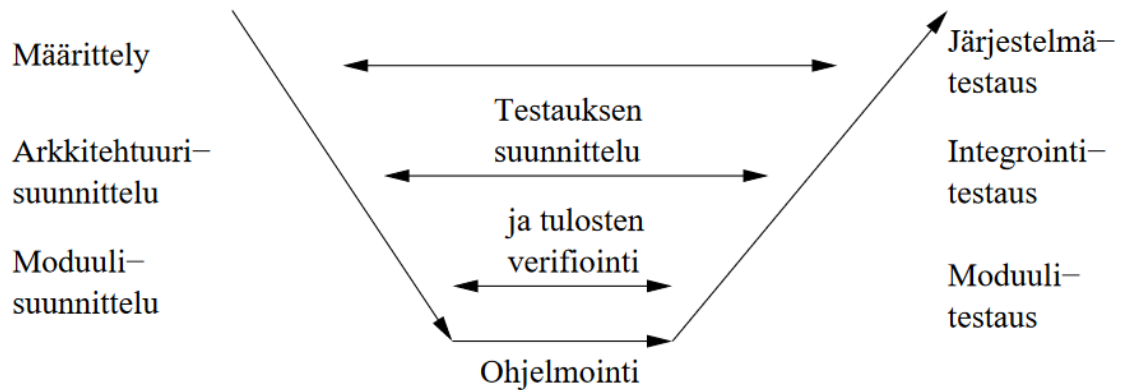 Määrittely
Arkkitehtuuri−
suunnittelu
Moduuli−
suunnittelu
Testauksen
suunnittelu
ja tulosten
verifiointi
Ohjelmointi
Järjestelmä−
testaus
Integrointi−
testaus
Moduuli−
testaus